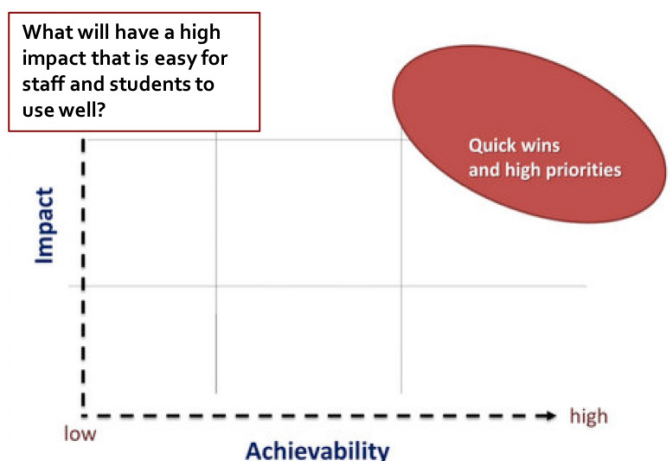 What will have a high
impact that is easy for
staff and students to
use well?
Quick wins
and high priorities
Impact
low
high
Achievability